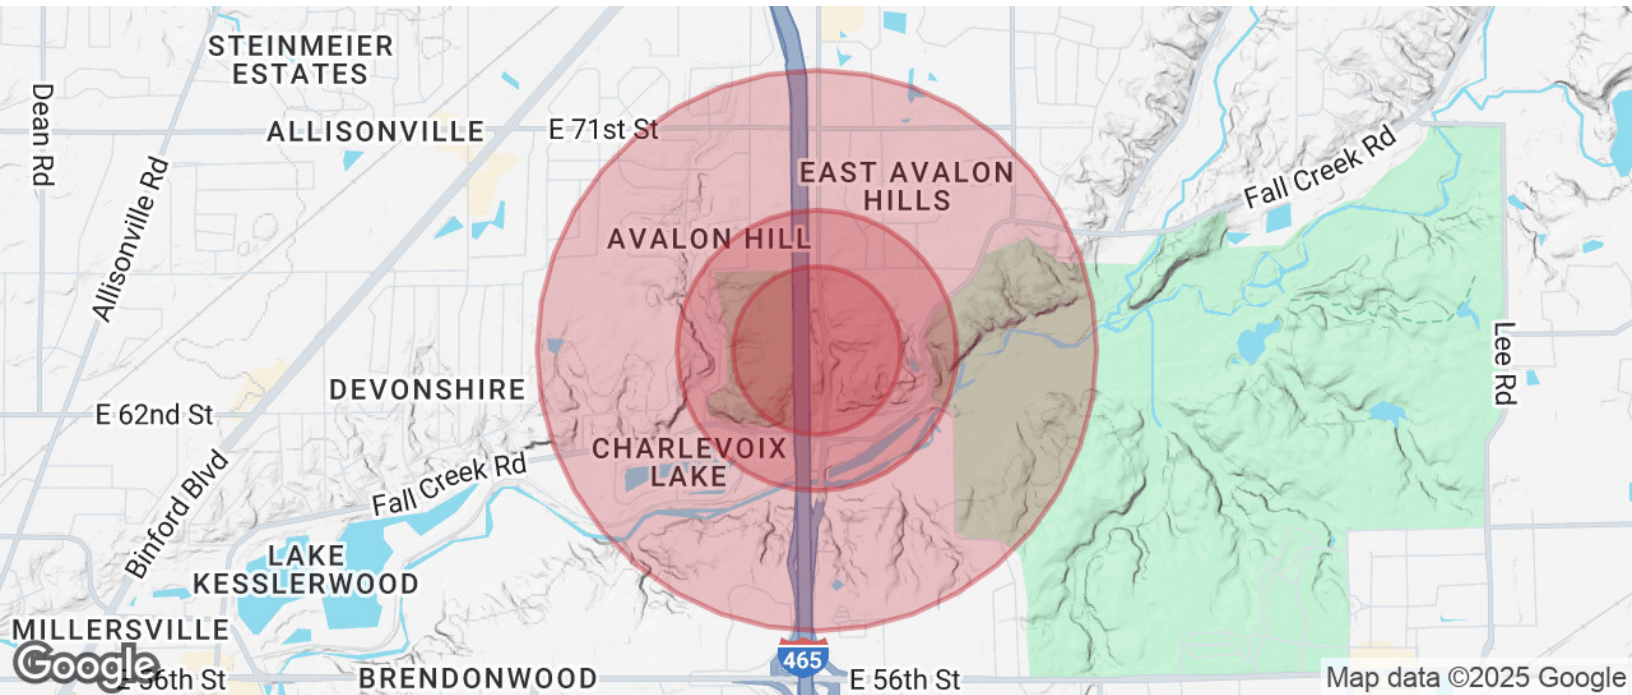 STEINMEIER
ESTATES
Dean Rd
ALLISONVILLE
E 71st St
Allisonville Rd
EAST AVALON
HILLS
Fall Creek Rd
AVALON HILL
Lee Rd
DEVONSHIRE
E 62nd St
CHARLEVOIX
LAKE
Fall Creek Rd
Binford Blvd
LAKE
KESSLERWOOD
MILLERSVILLE
465
Google
E 56th St
BRENDONWOOD
E 56th St
Map data ©2025 Google